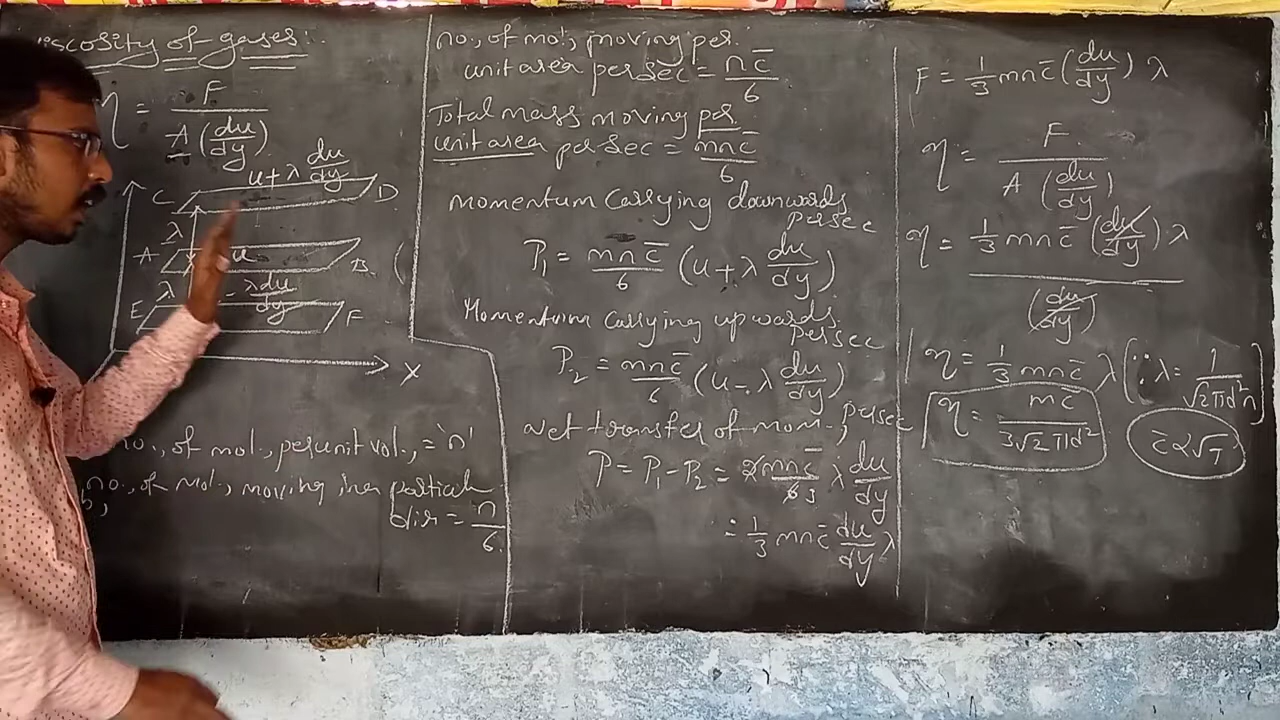 viscosity of gases:
η = F / A (du/dy)
u + λ du/dy
C D
λ
A u B
λ - λ du/dy
E F
X
no., of mol., per unit vol., = 'n'
no., of mol., moving in a particular
dir = n/6
no., of mol., moving per.
unit area per sec = nc̄/6
Total mass moving per.
unit area per sec = mnc̄/6
momentum carrying downwards
per sec
P₁ = mnc̄/6 (u + λ du/dy)
Momentum carrying upwards
per sec
P₂ = mnc̄/6 (u - λ du/dy)
Net transfer of mom., per sec
P = P₁ - P₂ = 2mnc̄/6 3 λ du/dy
= 1/3 mnc̄ du/dy λ
F = 1/3 mnc̄ (du/dy) λ
η = F / A (du/dy)
η = 1/3 mnc̄ (du/dy) λ / (du/dy)
η = 1/3 mnc̄ λ [∵ λ = 1/√2πd²n]
η = mc̄ / 3√2πd²
c̄ α √T